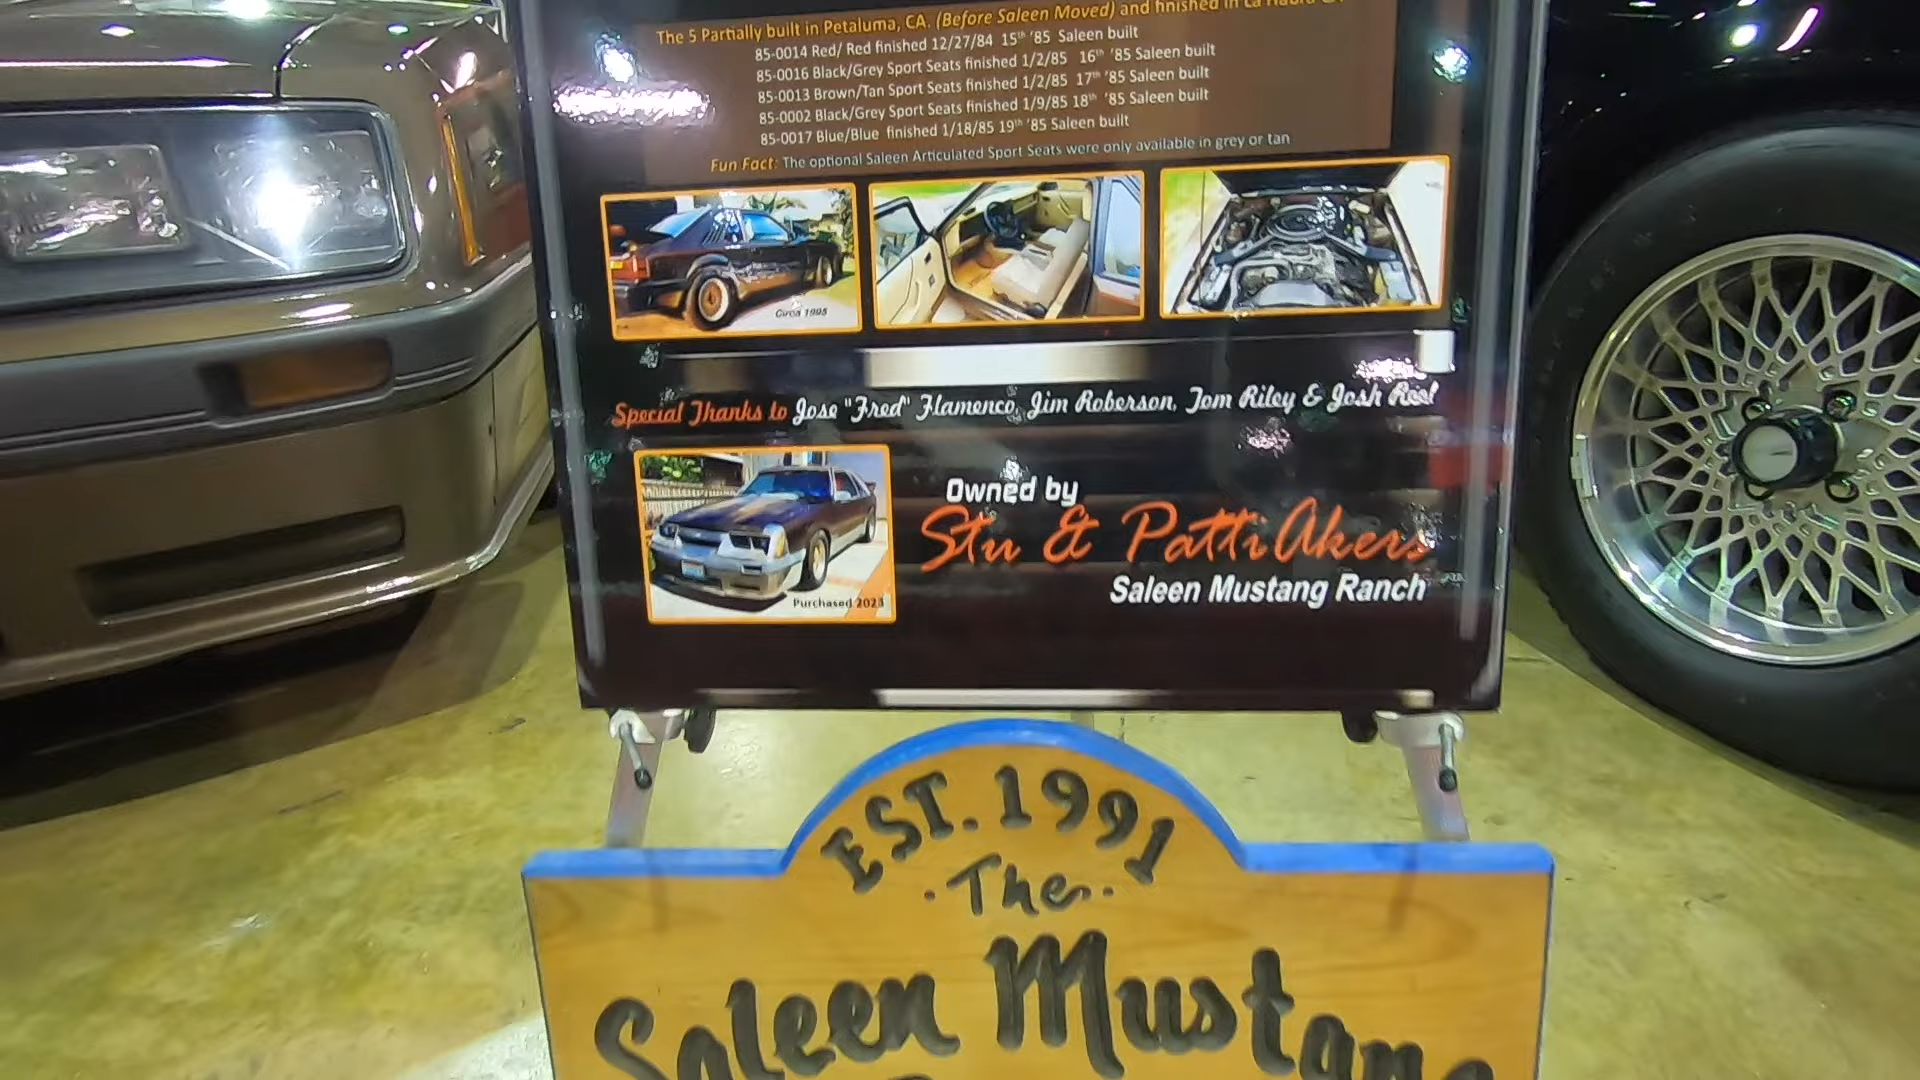 The 5 Partially built in Petaluma, CA. (Before Saleen Moved) and finished in La Habra
85-0014 Red/ Red finished 12/27/84 15th '85 Saleen built
85-0016 Black/Grey Sport Seats finished 1/2/85 16th '85 Saleen built
85-0013 Brown/Tan Sport Seats finished 1/2/85 17th '85 Saleen built
85-0002 Black/Grey Sport Seats finished 1/9/85 18th '85 Saleen built
85-0017 Blue/Blue finished 1/18/85 19th '85 Saleen built
Fun Fact: The optional Saleen Articulated Sport Seats were only available in grey or tan
Circa 1995
Special Thanks to Jose "Fred" Flamenco, Jim Roberson, Tom Riley & Josh Reel
Purchased 2023
Owned by
Stu & Patti Akers
Saleen Mustang Ranch
EST. 1991
The
Saleen Mustang